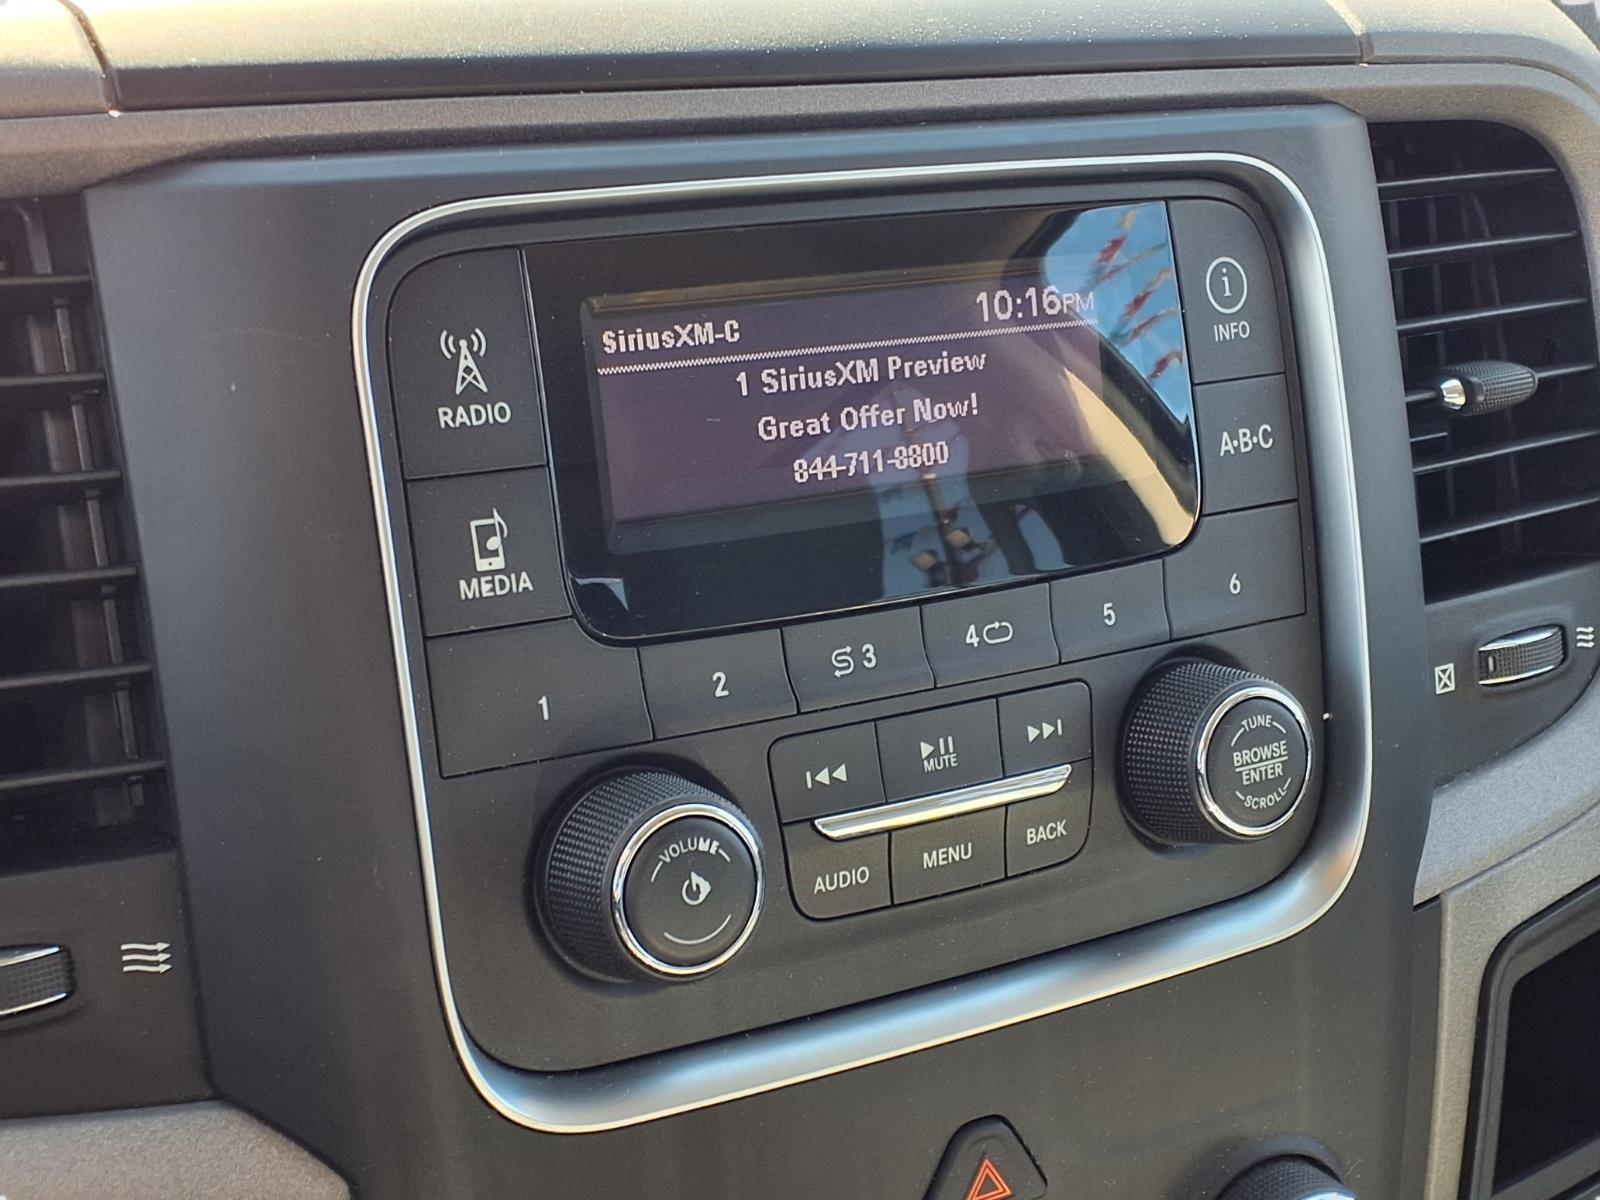 SiriusXM-C
10:16PM
1 SiriusXM Preview
Great Offer Now!
844-711-8800
RADIO
MEDIA
i
INFO
A·B·C
1
2
3
4
5
6
MUTE
AUDIO
MENU
BACK
VOLUME
TUNE
BROWSE
ENTER
SCROLL